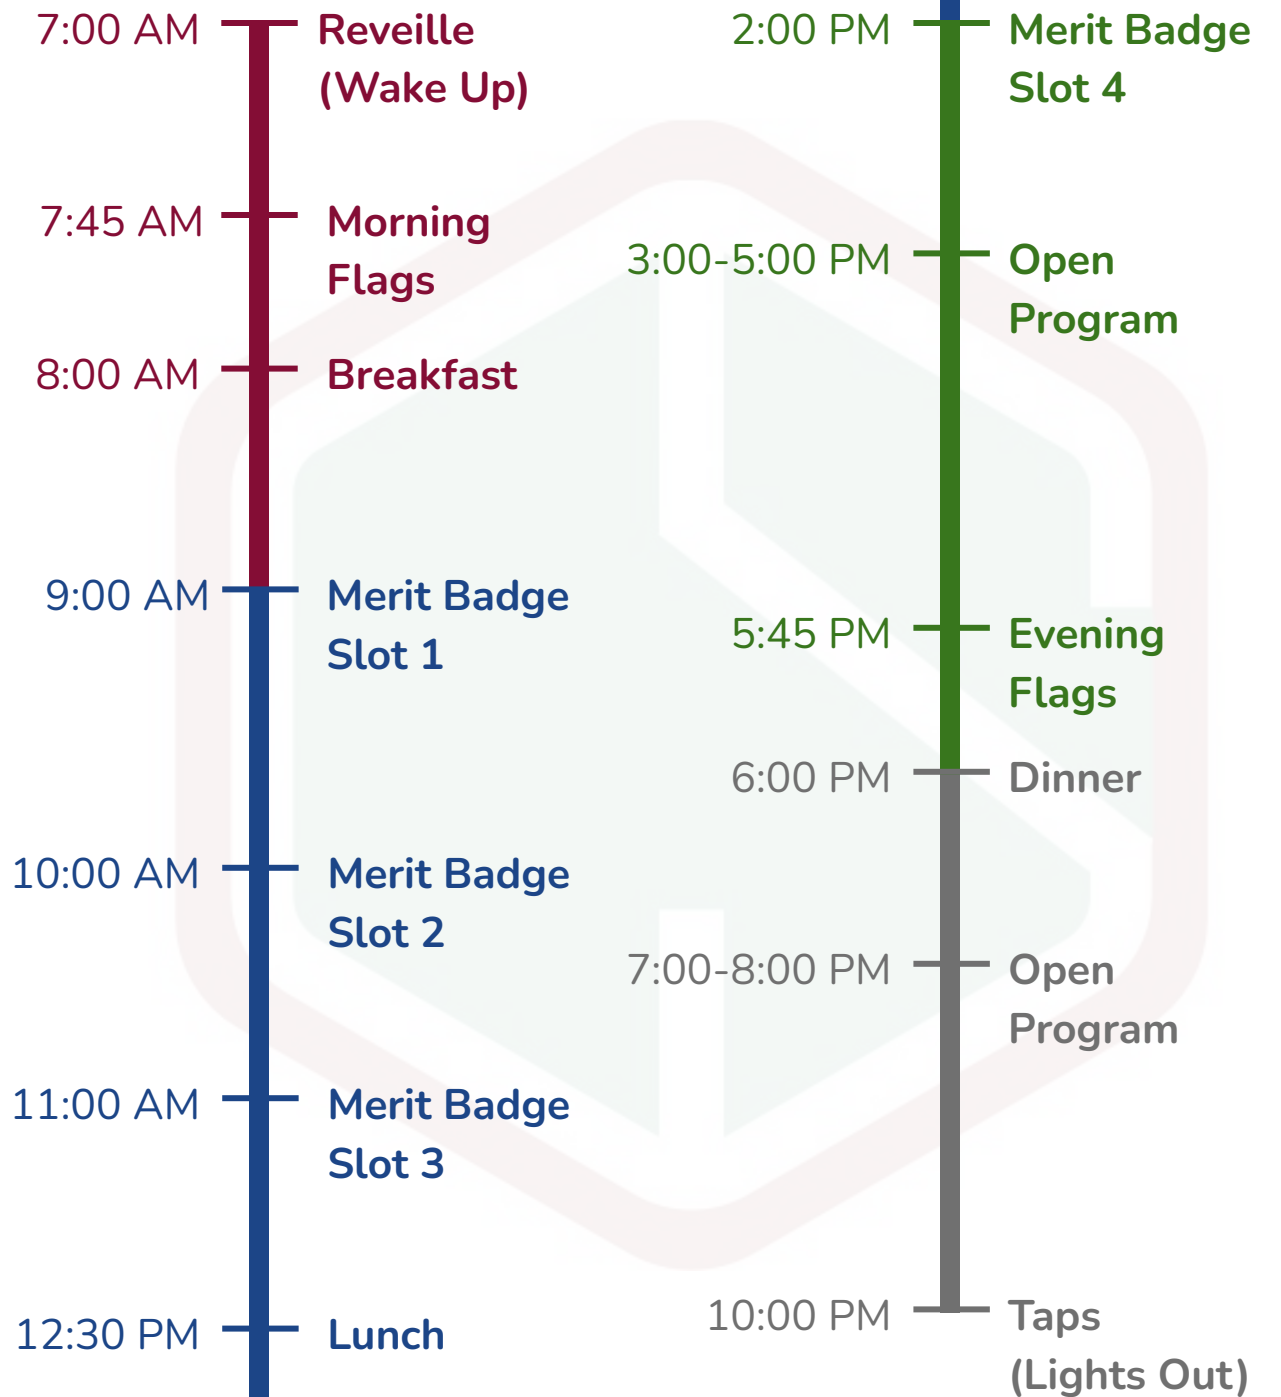 7:00 AM Reveille
(Wake Up)
7:45 AM Morning
Flags
8:00 AM Breakfast
9:00 AM Merit Badge
Slot 1
10:00 AM Merit Badge
Slot 2
11:00 AM Merit Badge
Slot 3
12:30 PM Lunch
2:00 PM Merit Badge
Slot 4
3:00-5:00 PM Open
Program
5:45 PM Evening
Flags
6:00 PM Dinner
7:00-8:00 PM Open
Program
10:00 PM Taps
(Lights Out)